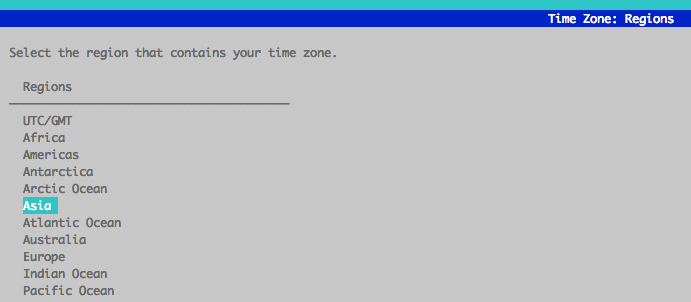 Time Zone: Regions
Select the region that contains your time zone.
Regions
UTC/GMT
Africa
Americas
Antarctica
Arctic Ocean
Asia
Atlantic Ocean
Australia
Europe
Indian Ocean
Pacific Ocean